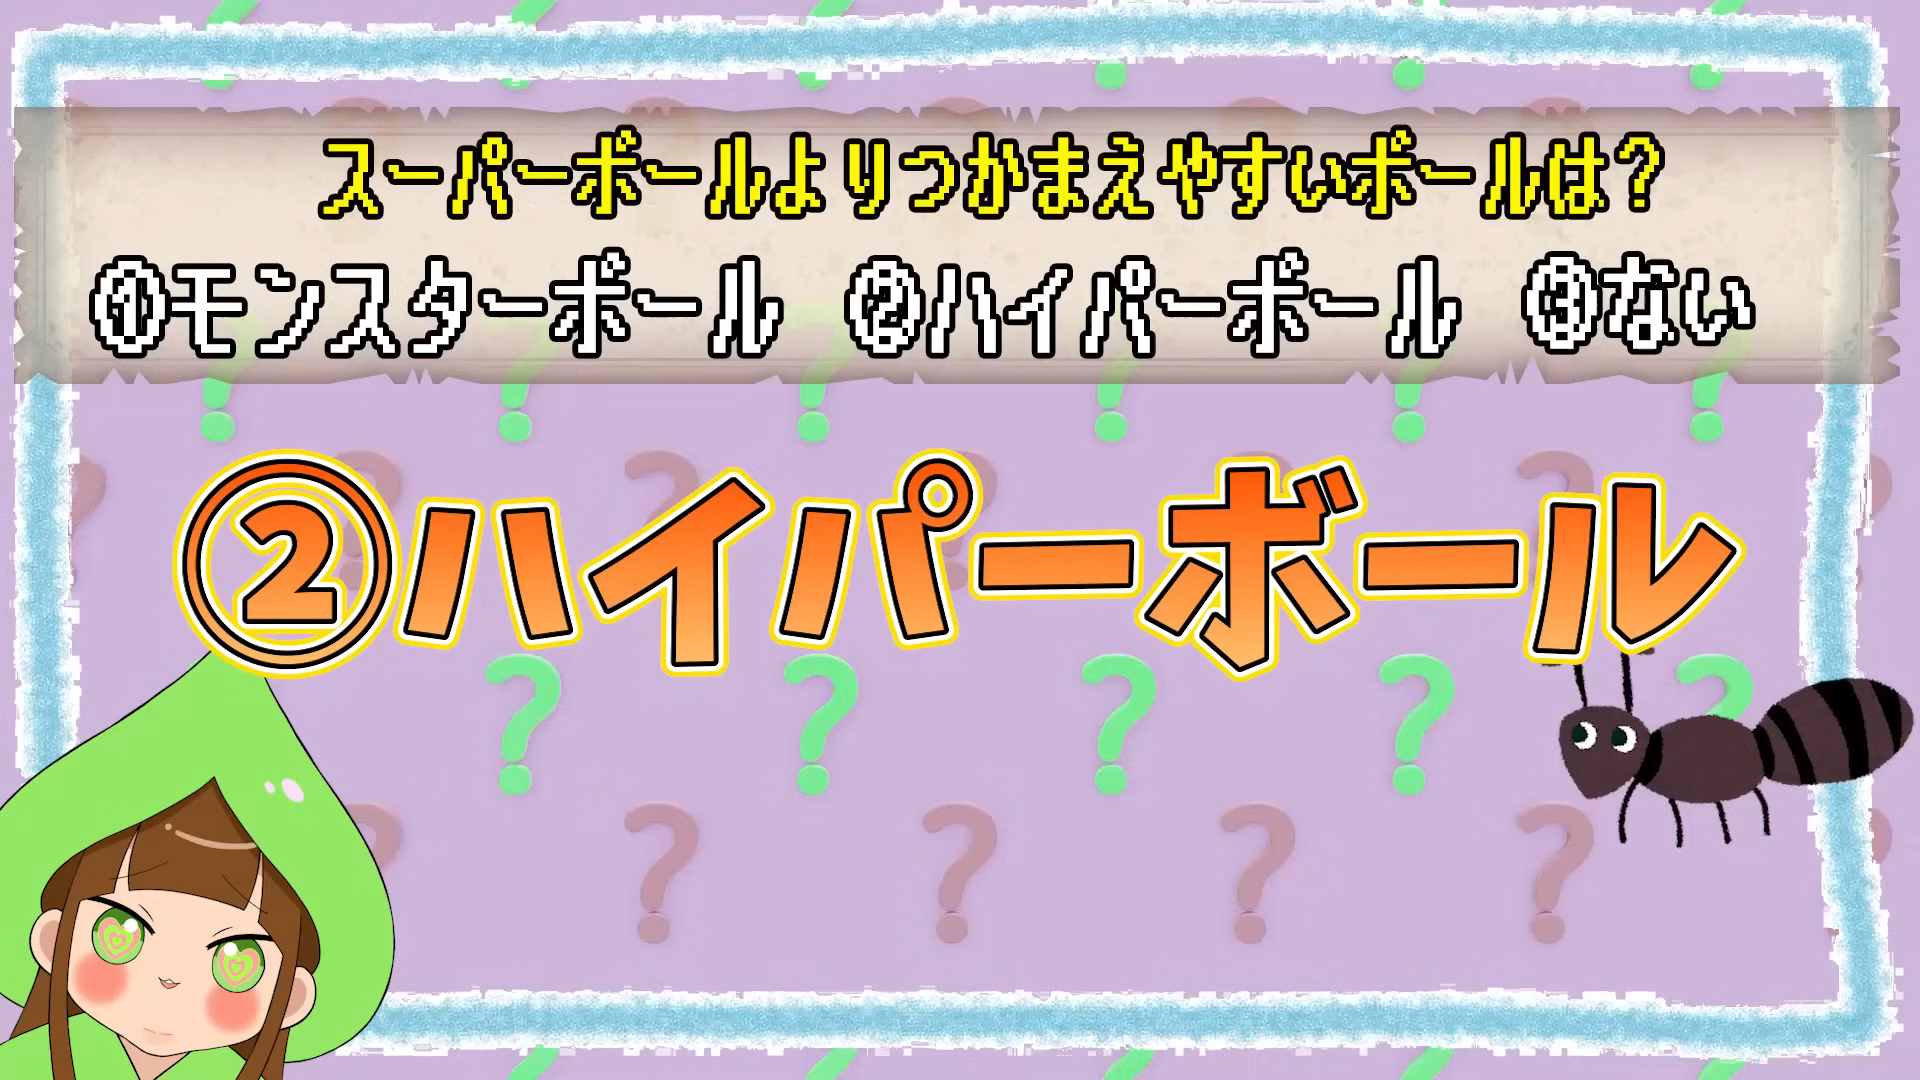 スーパーボールよりつかまえやすいボールは？
①モンスターボール ②ハイパーボール ③ない
②ハイパーボール